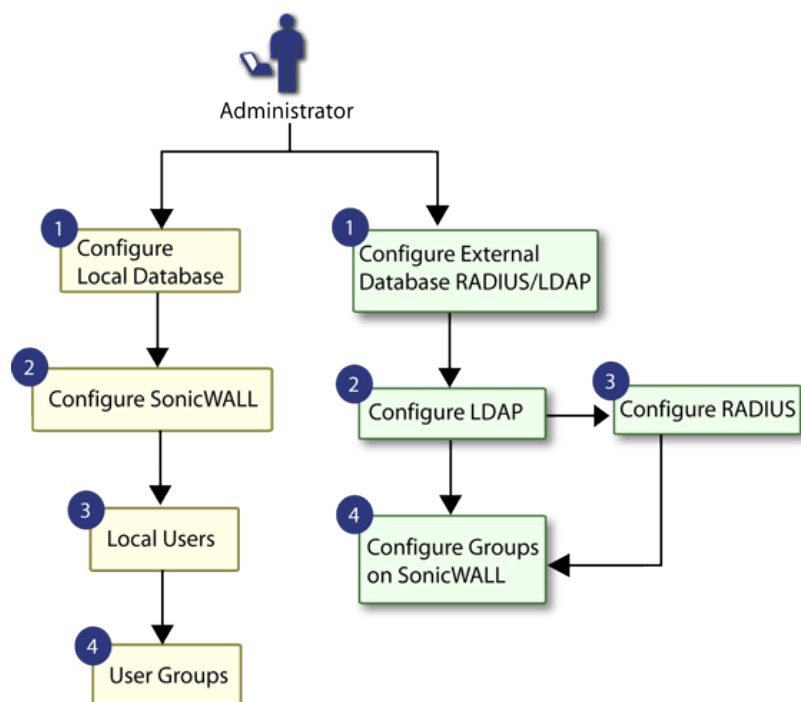 Administrator
1
Configure
Local Database
2
Configure SonicWALL
3
Local Users
4
User Groups
1
Configure External
Database RADIUS/LDAP
2
Configure LDAP
3
Configure RADIUS
4
Configure Groups
on SonicWALL